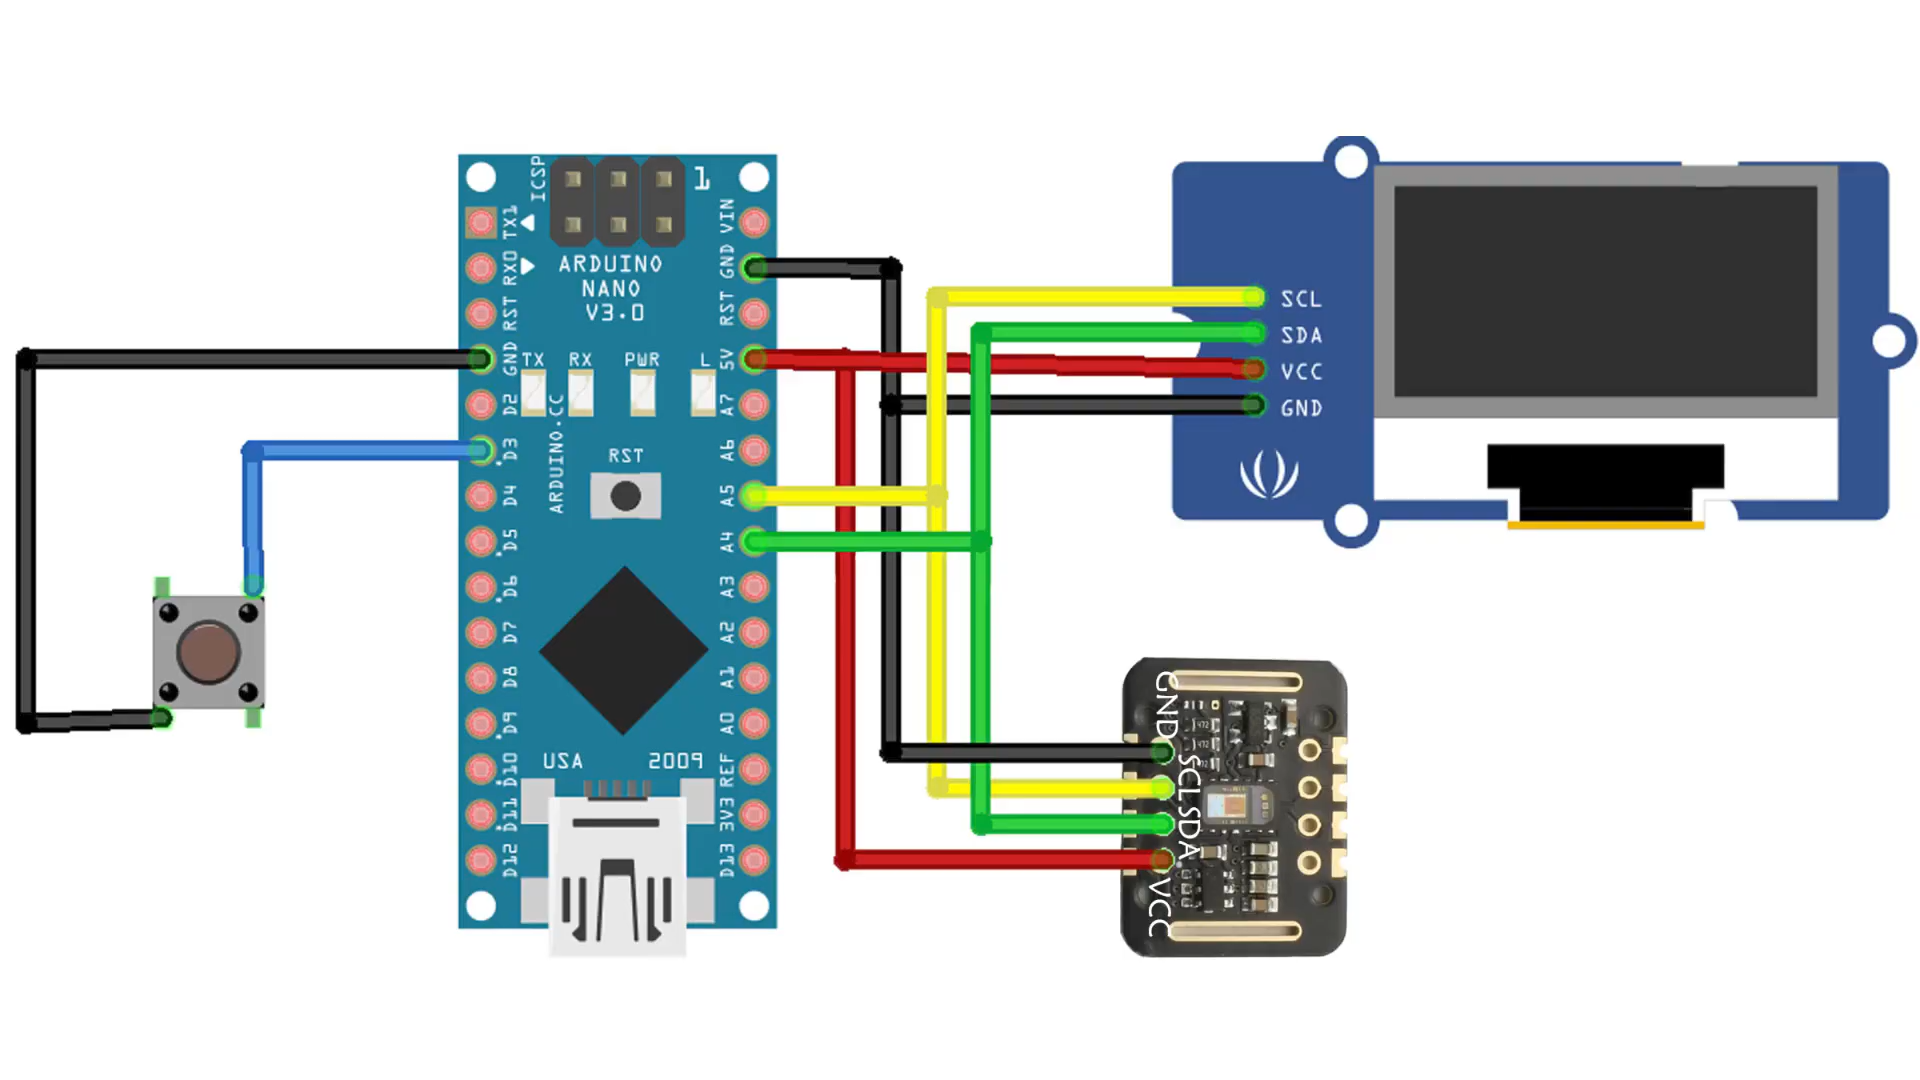 ICSP
1
TX1
RX0
RST
GND
D2
D3
D4
D5
D6
D7
D8
D9
D10
D11
D12
ARDUINO
NANO
V3.0
TX RX PWR L
ARDUINO.CC
RST
USA 2009
VIN
GND
RST
5V
A7
A6
A5
A4
A3
A2
A1
A0
REF
3V3
D13
SCL
SDA
VCC
GND
GND
SCL
SDA
VCC